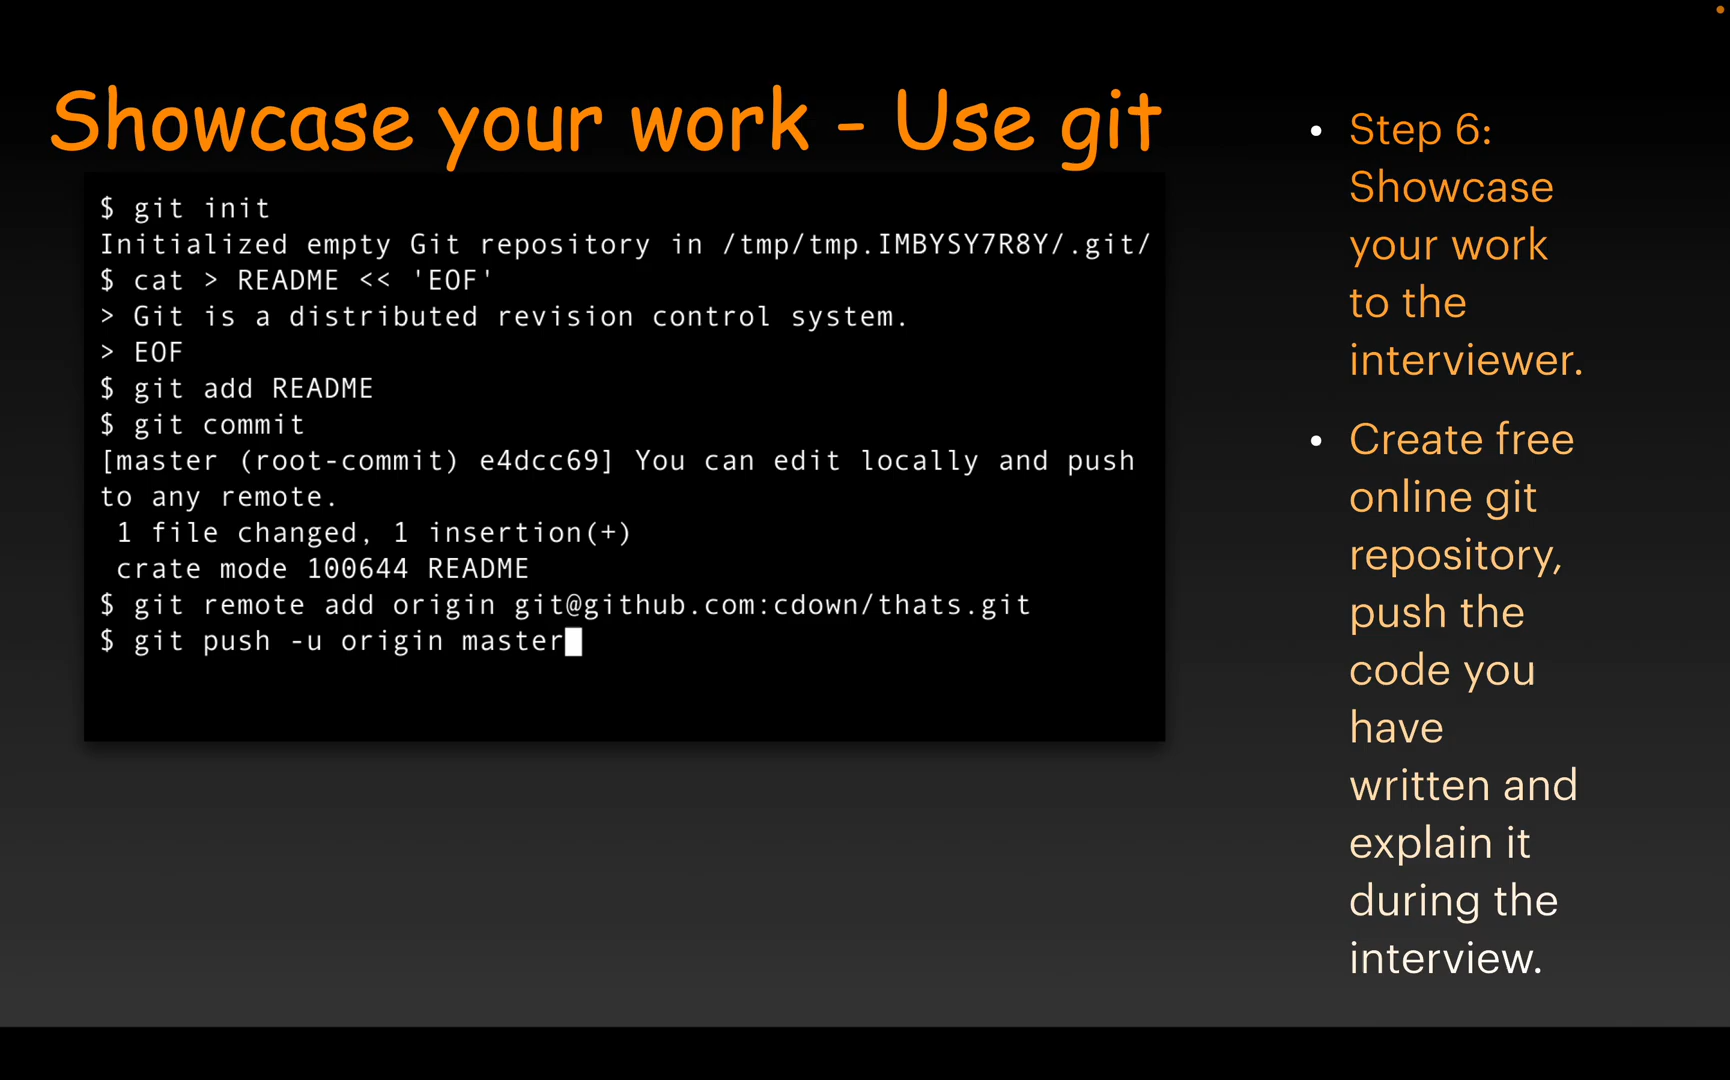 Showcase your work - Use git
$ git init
Initialized empty Git repository in /tmp/tmp.IMBYSY7R8Y/.git/
$ cat > README << 'EOF'
> Git is a distributed revision control system.
> EOF
$ git add README
$ git commit
[master (root-commit) e4dcc69] You can edit locally and push
to any remote.
 1 file changed, 1 insertion(+)
 crate mode 100644 README
$ git remote add origin git@github.com:cdown/thats.git
$ git push -u origin master
• Step 6:
Showcase
your work
to the
interviewer.
• Create free
online git
repository,
push the
code you
have
written and
explain it
during the
interview.